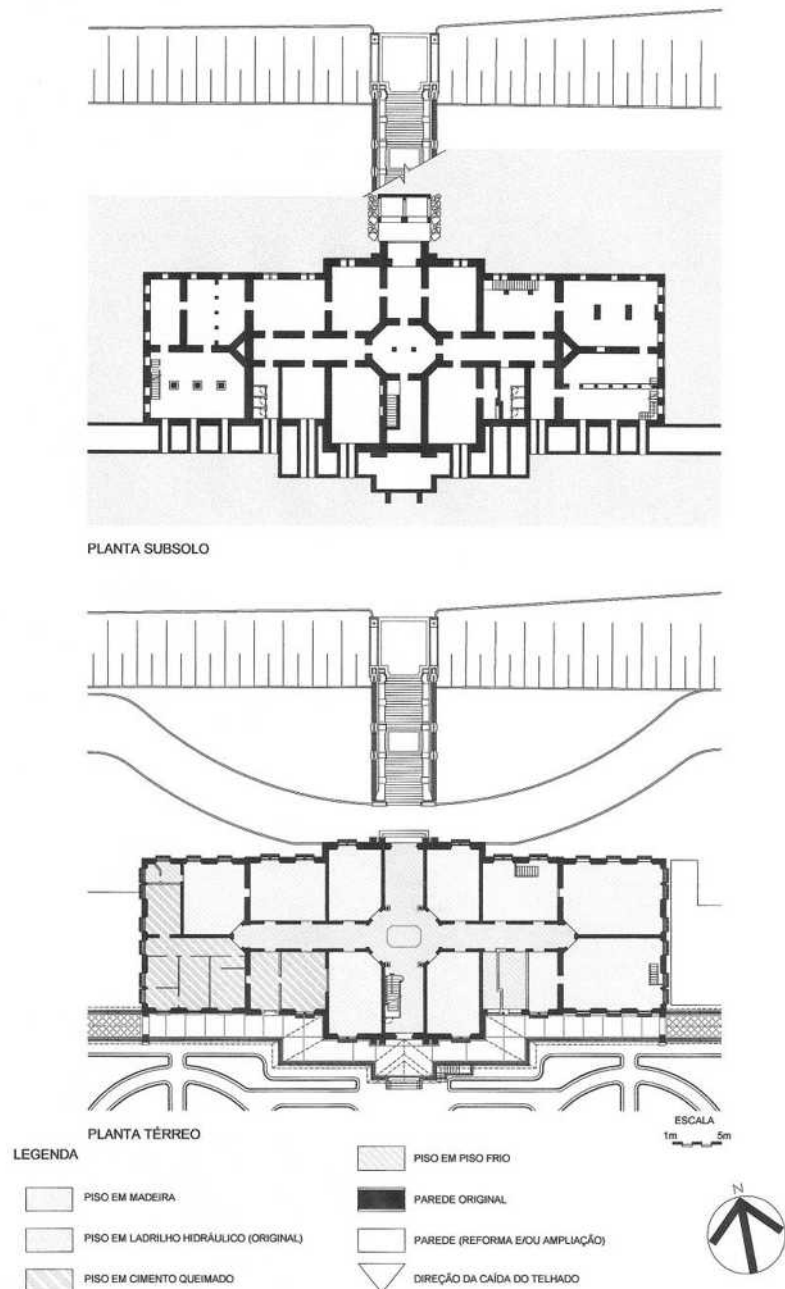 PLANTA SUBSOLO
PLANTA TÉRREO
ESCALA
1m 5m
LEGENDA
PISO EM MADEIRA
PISO EM LADRILHO HIDRÁULICO (ORIGINAL)
PISO EM CIMENTO QUEIMADO
PISO EM PISO FRIO
PAREDE ORIGINAL
PAREDE (REFORMA E/OU AMPLIAÇÃO)
DIREÇÃO DA CAÍDA DO TELHADO
N